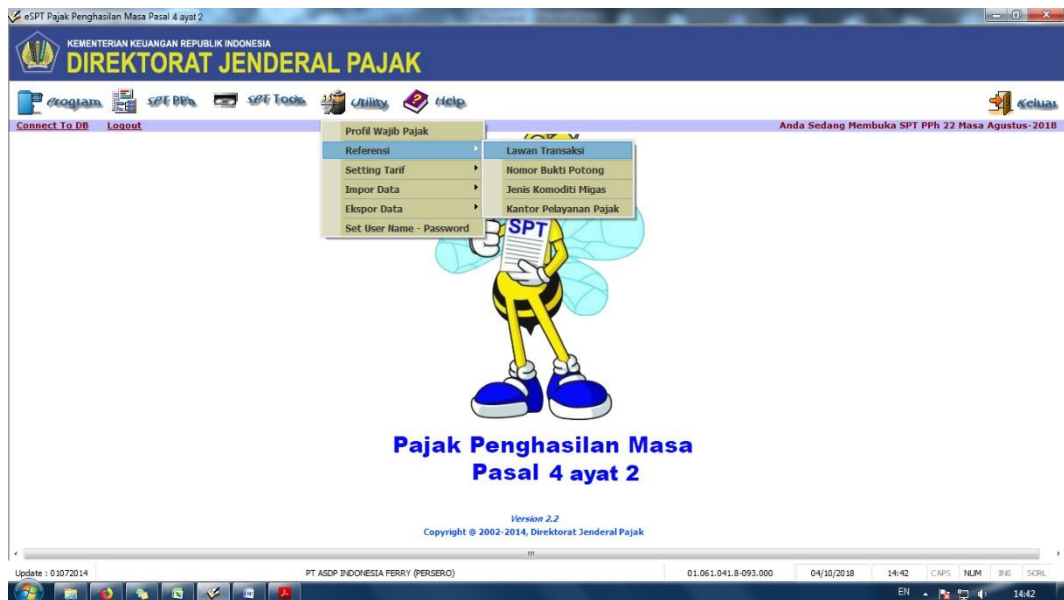 eSPT Pajak Penghasilan Masa Pasal 4 ayat 2
KEMENTERIAN KEUANGAN REPUBLIK INDONESIA
DIREKTORAT JENDERAL PAJAK
Program SPT PPh SPT Tools Utility Help Keluar
Connect To DB Logout Anda Sedang Membuka SPT PPh 22 Masa Agustus-2018
Profil Wajib Pajak
Referensi Lawan Transaksi
Setting Tarif Nomor Bukti Potong
Impor Data Jenis Komoditi Migas
Ekspor Data Kantor Pelayanan Pajak
Set User Name - Password
SPT
Pajak Penghasilan Masa
Pasal 4 ayat 2
Version 2.2
Copyright @ 2002-2014, Direktorat Jenderal Pajak
Update : 01072014 PT ASDP INDONESIA FERRY (PERSERO) 01.061.041.8-093.000 04/10/2018 14:42 CAPS NUM INS SCRL
EN 14:42